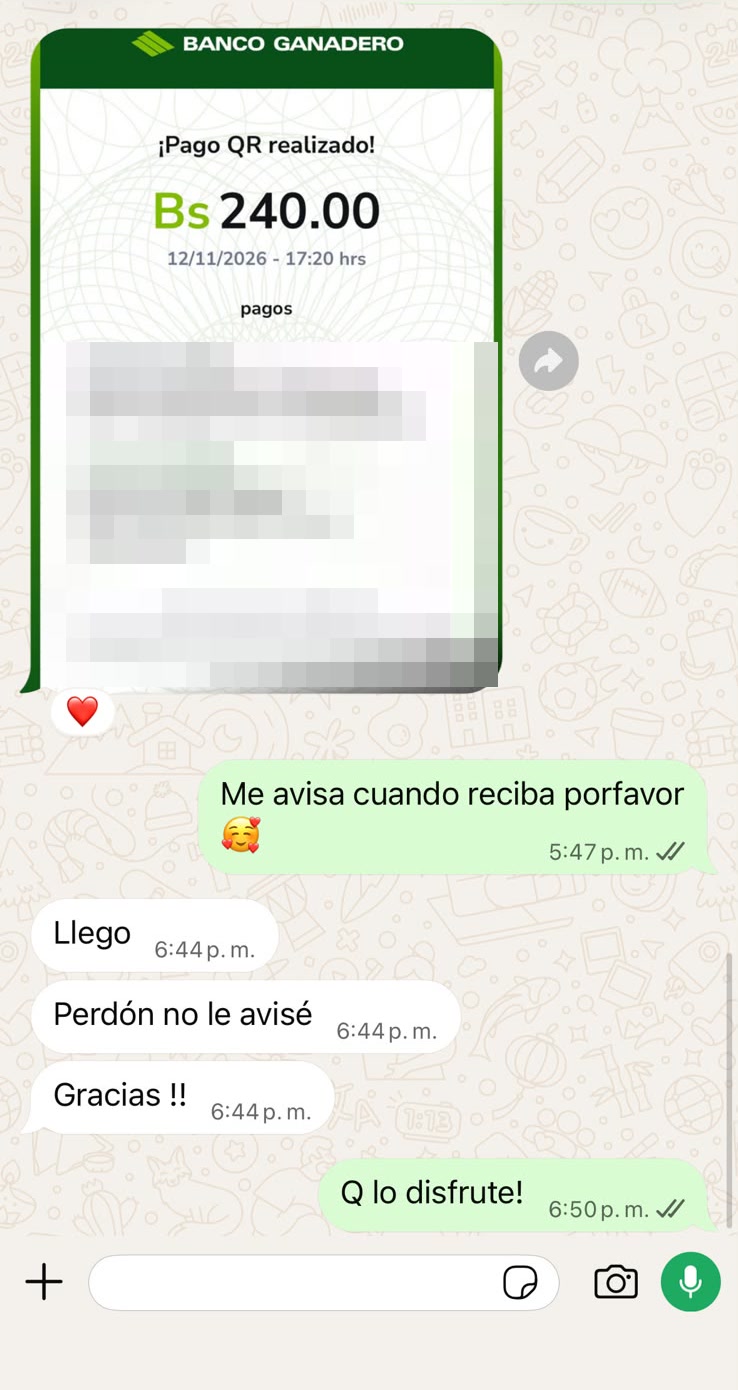 BANCO GANADERO
¡Pago QR realizado!
Bs 240.00
12/11/2026 - 17:20 hrs
pagos
Me avisa cuando reciba porfavor
🥰
5:47 p. m.
Llego 6:44 p. m.
Perdón no le avisé 6:44 p. m.
Gracias !! 6:44 p. m.
Q lo disfrute! 6:50 p. m.